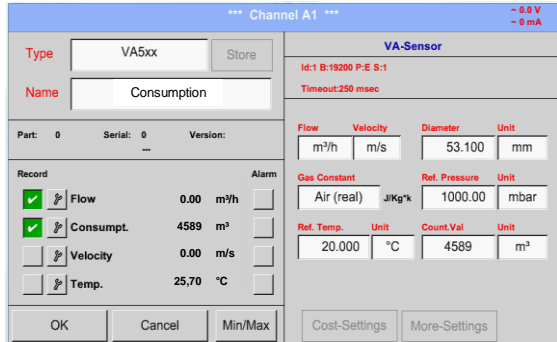 *** Channel A1 ***
~ 0.0 V
~ 0 mA
Type VA5xx Store
Name Consumption
Part: 0 Serial: 0 Version:
---
Record Alarm
Flow 0.00 m³/h
Consumpt. 4589 m³
Velocity 0.00 m/s
Temp. 25,70 °C
OK Cancel Min/Max
VA-Sensor
Id:1 B:19200 P:E S:1
Timeout:250 msec
Flow Velocity Diameter Unit
m³/h m/s 53.100 mm
Gas Constant Ref. Pressure Unit
Air (real) J/Kg*k 1000.00 mbar
Ref. Temp. Unit Count.Val Unit
20.000 °C 4589 m³
Cost-Settings More-Settings